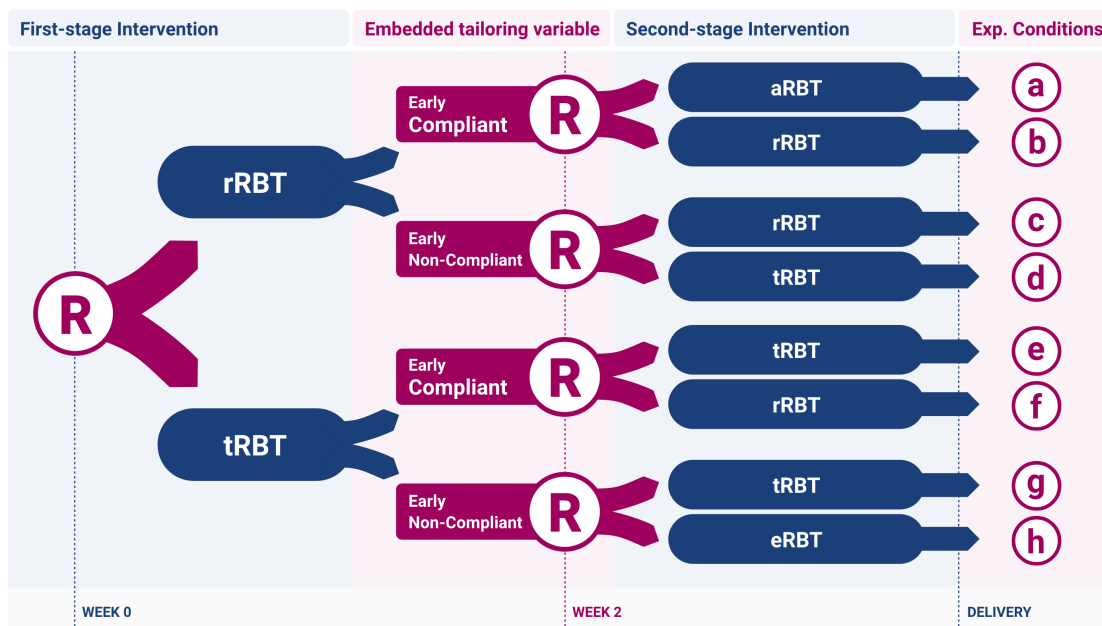 First-stage Intervention
Embedded tailoring variable
Second-stage Intervention
Exp. Conditions
R
rRBT
tRBT
Early
Compliant
R
aRBT
a
rRBT
b
Early
Non-Compliant
R
rRBT
c
tRBT
d
Early
Compliant
R
tRBT
e
rRBT
f
Early
Non-Compliant
R
tRBT
g
eRBT
h
WEEK 0
WEEK 2
DELIVERY